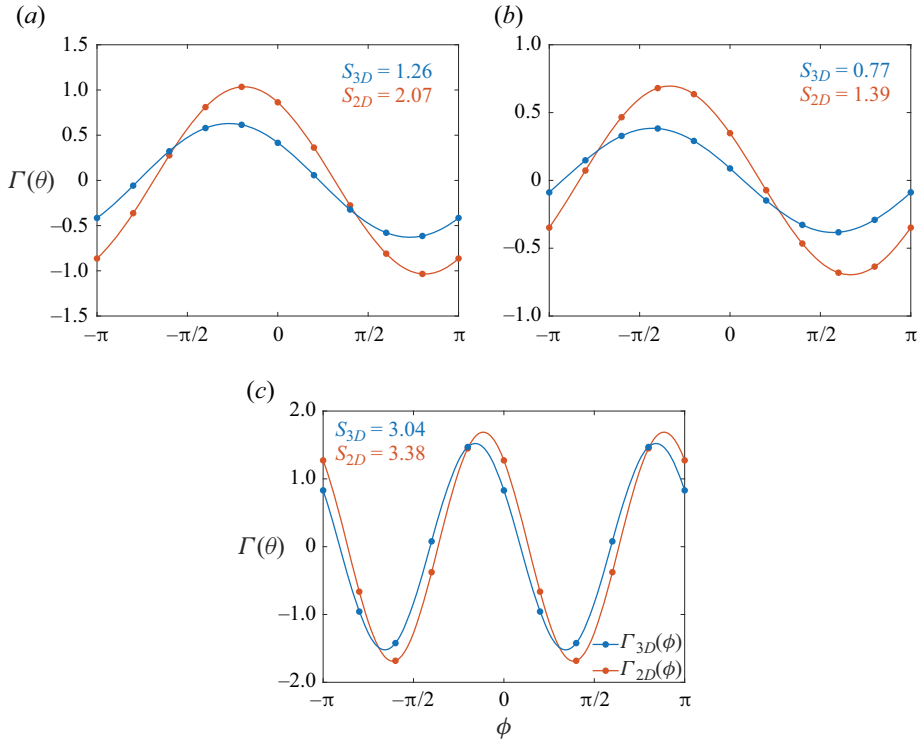 (a)
1.5
1.0
0.5
0
−0.5
−1.0
−1.5
Γ(θ)
S3D = 1.26
S2D = 2.07
−π −π/2 0 π/2 π
(b)
1.0
0.5
0
−0.5
−1.0
S3D = 0.77
S2D = 1.39
−π −π/2 0 π/2 π
(c)
2.0
1.0
0
−1.0
−2.0
Γ(θ)
S3D = 3.04
S2D = 3.38
Γ3D(ϕ)
Γ2D(ϕ)
−π −π/2 0 π/2 π
ϕ